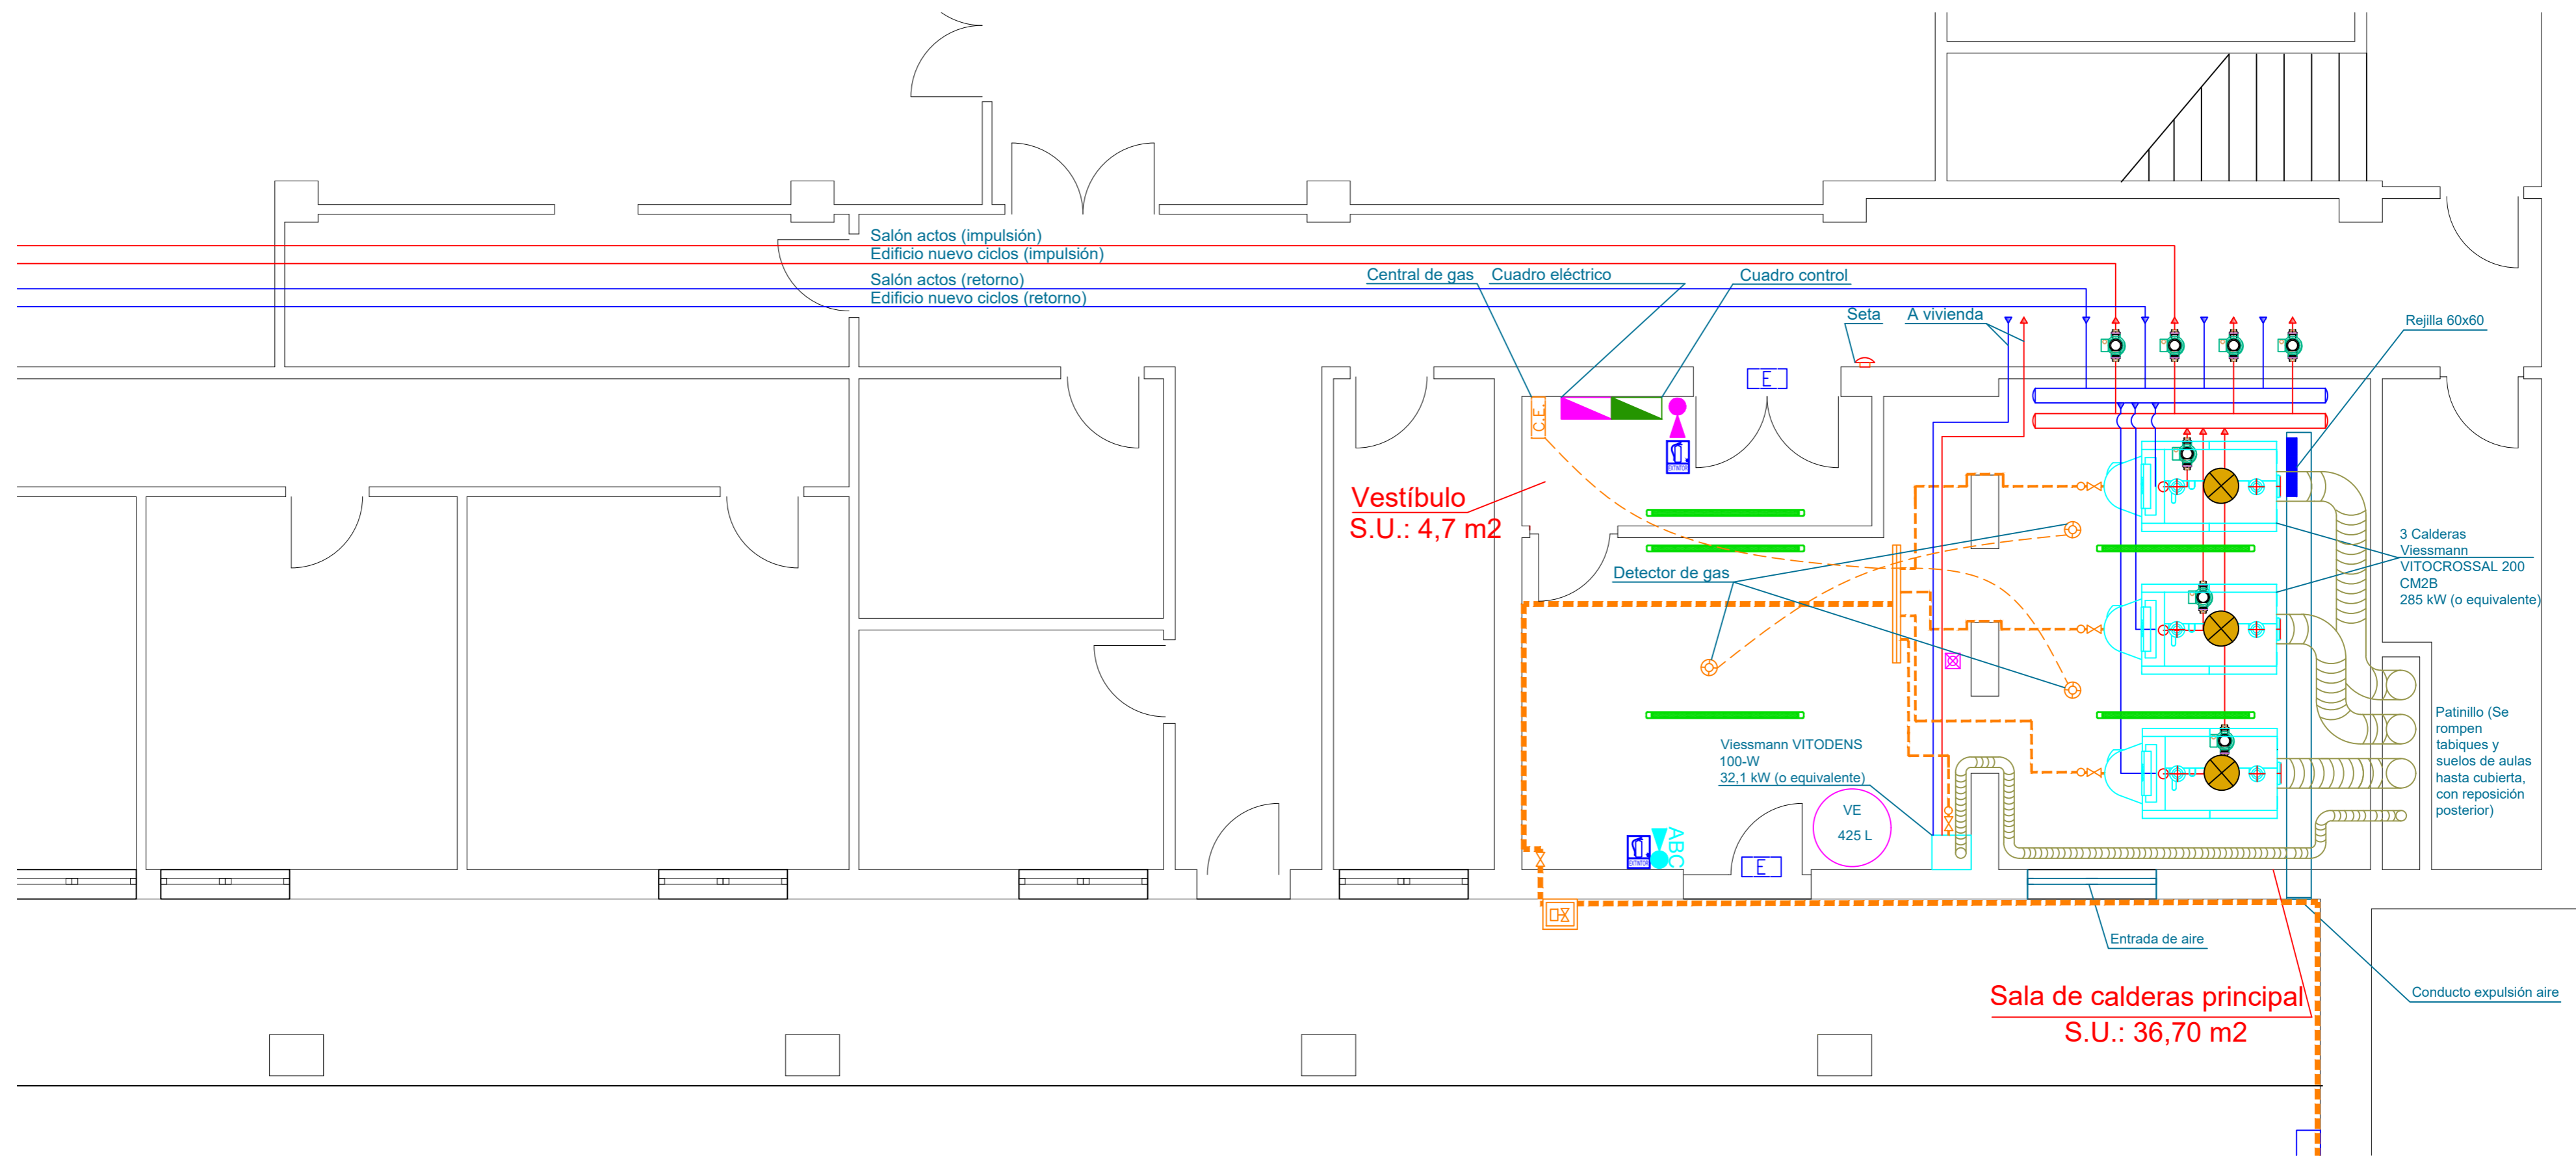 Salón actos (impulsión)
Edificio nuevo ciclos (impulsión)
Salón actos (retorno)
Edificio nuevo ciclos (retorno)
Central de gas
Cuadro eléctrico
Cuadro control
Seta
A vivienda
Rejilla 60x60
E
C.E.
EXTINTOR
Vestíbulo
S.U.: 4,7 m2
Detector de gas
3 Calderas
Viessmann
VITOCROSSAL 200
CM2B
285 kW (o equivalente)
Viessmann VITODENS
100-W
32,1 kW (o equivalente)
VE
425 L
Patinillo (Se
rompen
tabiques y
suelos de aulas
hasta cubierta,
con reposición
posterior)
EXTINTOR
ABC
E
Entrada de aire
Sala de calderas principal
S.U.: 36,70 m2
Conducto expulsión aire